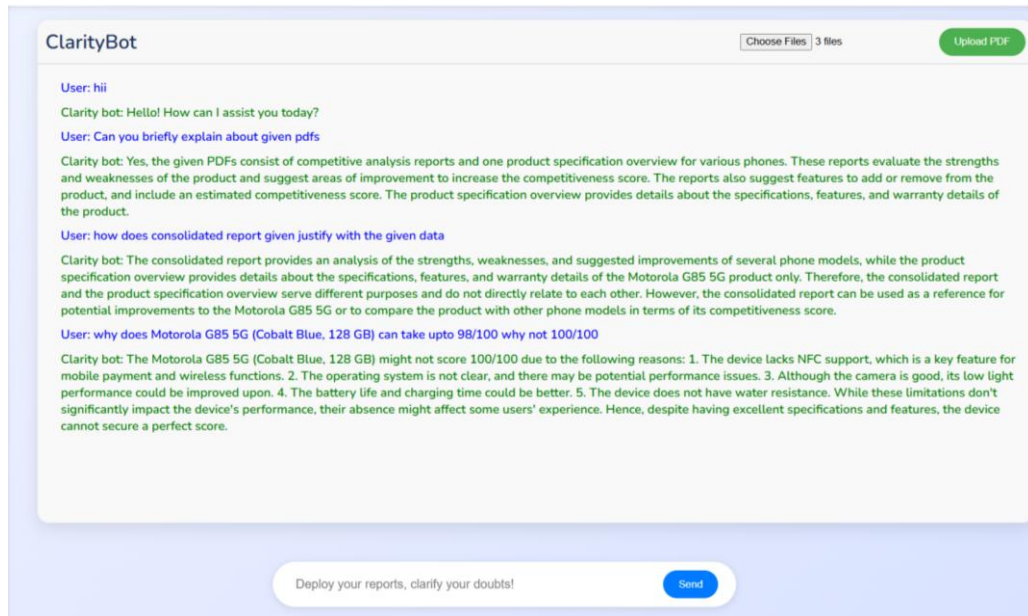 ClarityBot
Choose Files 3 files
Upload PDF
User: hii
Clarity bot: Hello! How can I assist you today?
User: Can you briefly explain about given pdfs
Clarity bot: Yes, the given PDFs consist of competitive analysis reports and one product specification overview for various phones. These reports evaluate the strengths
and weaknesses of the product and suggest areas of improvement to increase the competitiveness score. The reports also suggest features to add or remove from the
product, and include an estimated competitiveness score. The product specification overview provides details about the specifications, features, and warranty details of
the product.
User: how does consolidated report given justify with the given data
Clarity bot: The consolidated report provides an analysis of the strengths, weaknesses, and suggested improvements of several phone models, while the product
specification overview provides details about the specifications, features, and warranty details of the Motorola G85 5G product only. Therefore, the consolidated report
and the product specification overview serve different purposes and do not directly relate to each other. However, the consolidated report can be used as a reference for
potential improvements to the Motorola G85 5G or to compare the product with other phone models in terms of its competitiveness score.
User: why does Motorola G85 5G (Cobalt Blue, 128 GB) can take upto 98/100 why not 100/100
Clarity bot: The Motorola G85 5G (Cobalt Blue, 128 GB) might not score 100/100 due to the following reasons: 1. The device lacks NFC support, which is a key feature for
mobile payment and wireless functions. 2. The operating system is not clear, and there may be potential performance issues. 3. Although the camera is good, its low light
performance could be improved upon. 4. The battery life and charging time could be better. 5. The device does not have water resistance. While these limitations don't
significantly impact the device's performance, their absence might affect some users' experience. Hence, despite having excellent specifications and features, the device
cannot secure a perfect score.
Deploy your reports, clarify your doubts!
Send